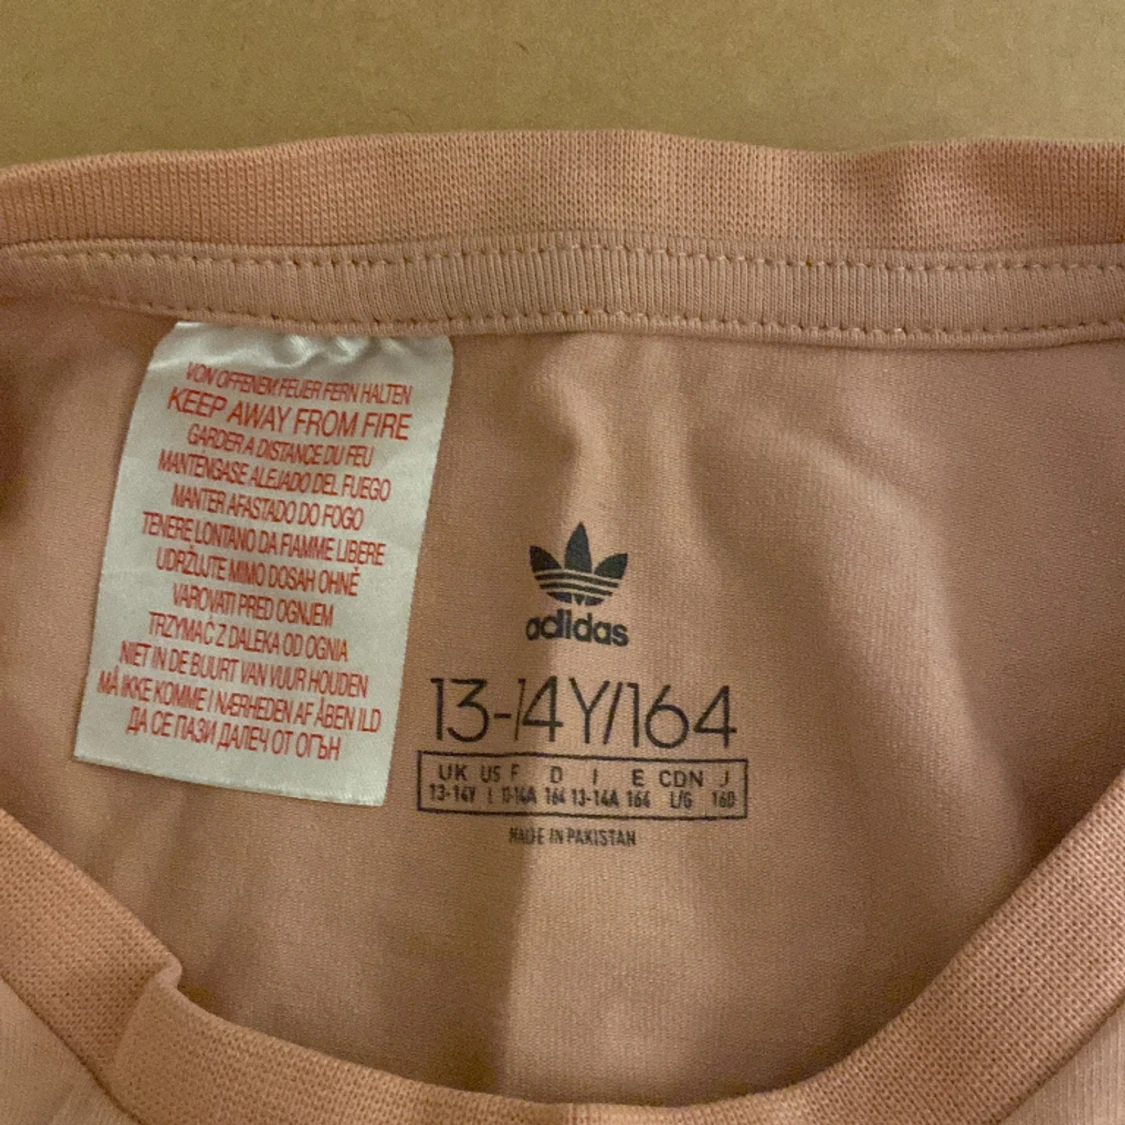 VON OFFENEM FEUER FERN HALTEN
KEEP AWAY FROM FIRE
GARDER A DISTANCE DU FEU
MANTÉNGASE ALEJADO DEL FUEGO
MANTER AFASTADO DO FOGO
TENERE LONTANO DA FIAMME LIBERE
UDRŽUJTE MIMO DOSAH OHNĚ
VAROVATI PRED OGNJEM
TRZYMAĆ Z DALEKA OD OGNIA
NIET IN DE BUURT VAN VUUR HOUDEN
MÅ IKKE KOMME I NÆRHEDEN AF ÅBEN ILD
ДА СЕ ПАЗИ ДАЛЕЧ ОТ ОГЪН
adidas
13-14Y/164
UK US F D I E CDN J
13-14Y L 13-14A 164 13-14A 164 L/G 160
MADE IN PAKISTAN